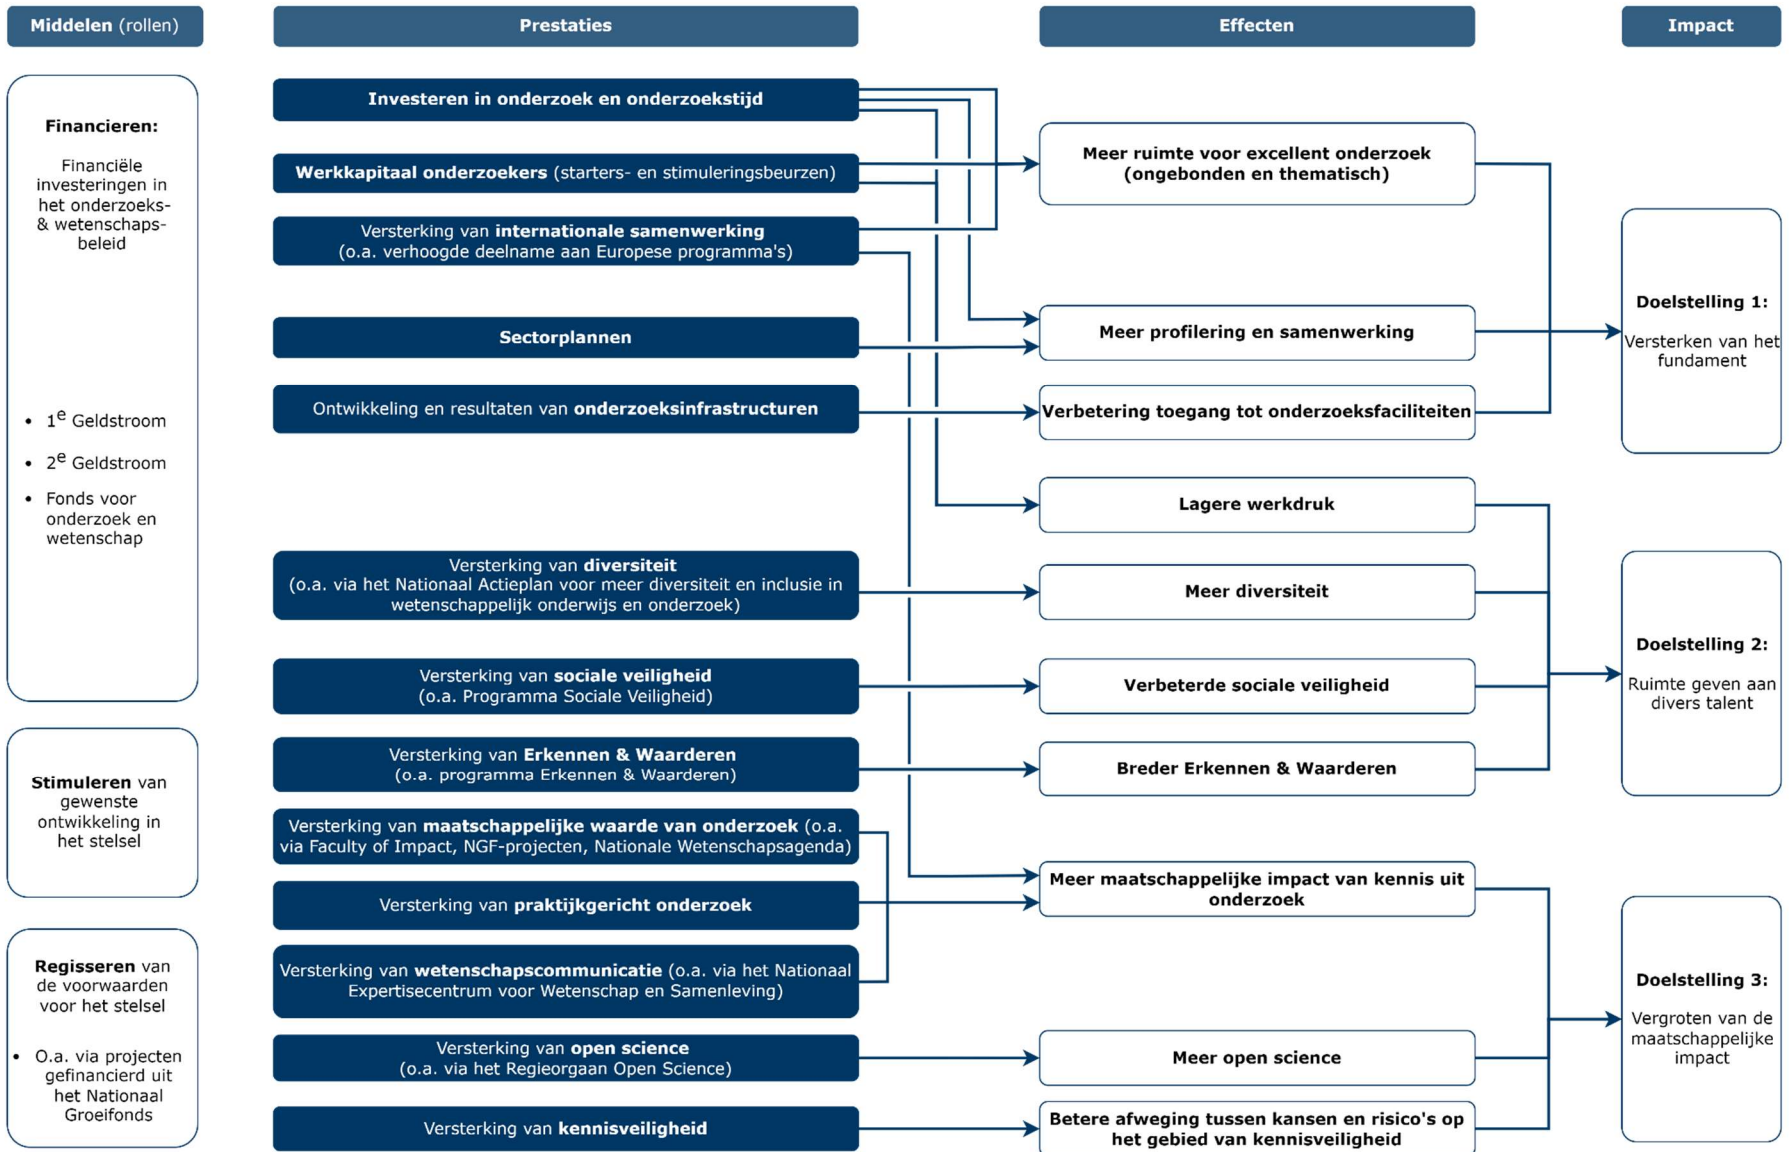 Middelen (rollen)
Prestaties
Effecten
Impact
Financieren:
Financiële
investeringen in
het onderzoeks-
& wetenschaps-
beleid
• 1e Geldstroom
• 2e Geldstroom
• Fonds voor
onderzoek en
wetenschap
Stimuleren van
gewenste
ontwikkeling in
het stelsel
Regisseren van
de voorwaarden
voor het stelsel
• O.a. via projecten
gefinancierd uit
het Nationaal
Groeifonds
Investeren in onderzoek en onderzoekstijd
Werkkapitaal onderzoekers (starters- en stimuleringsbeurzen)
Versterking van internationale samenwerking
(o.a. verhoogde deelname aan Europese programma's)
Sectorplannen
Ontwikkeling en resultaten van onderzoeksinfrastructuren
Versterking van diversiteit
(o.a. via het Nationaal Actieplan voor meer diversiteit en inclusie in
wetenschappelijk onderwijs en onderzoek)
Versterking van sociale veiligheid
(o.a. Programma Sociale Veiligheid)
Versterking van Erkennen & Waarderen
(o.a. programma Erkennen & Waarderen)
Versterking van maatschappelijke waarde van onderzoek (o.a.
via Faculty of Impact, NGF-projecten, Nationale Wetenschapsagenda)
Versterking van praktijkgericht onderzoek
Versterking van wetenschapscommunicatie (o.a. via het Nationaal
Expertisecentrum voor Wetenschap en Samenleving)
Versterking van open science
(o.a. via het Regieorgaan Open Science)
Versterking van kennisveiligheid
Meer ruimte voor excellent onderzoek
(ongebonden en thematisch)
Meer profilering en samenwerking
Verbetering toegang tot onderzoeksfaciliteiten
Lagere werkdruk
Meer diversiteit
Verbeterde sociale veiligheid
Breder Erkennen & Waarderen
Meer maatschappelijke impact van kennis uit
onderzoek
Meer open science
Betere afweging tussen kansen en risico's op
het gebied van kennisveiligheid
Doelstelling 1:
Versterken van het
fundament
Doelstelling 2:
Ruimte geven aan
divers talent
Doelstelling 3:
Vergroten van de
maatschappelijke
impact